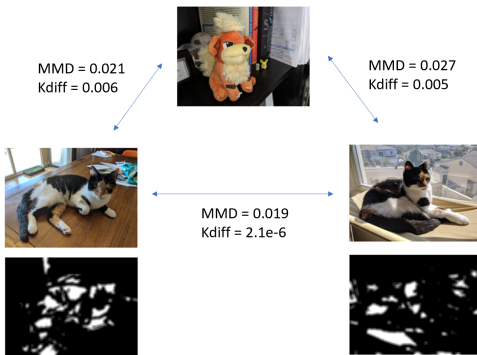 MMD = 0.021
Kdiff = 0.006
MMD = 0.027
Kdiff = 0.005
MMD = 0.019
Kdiff = 2.1e-6